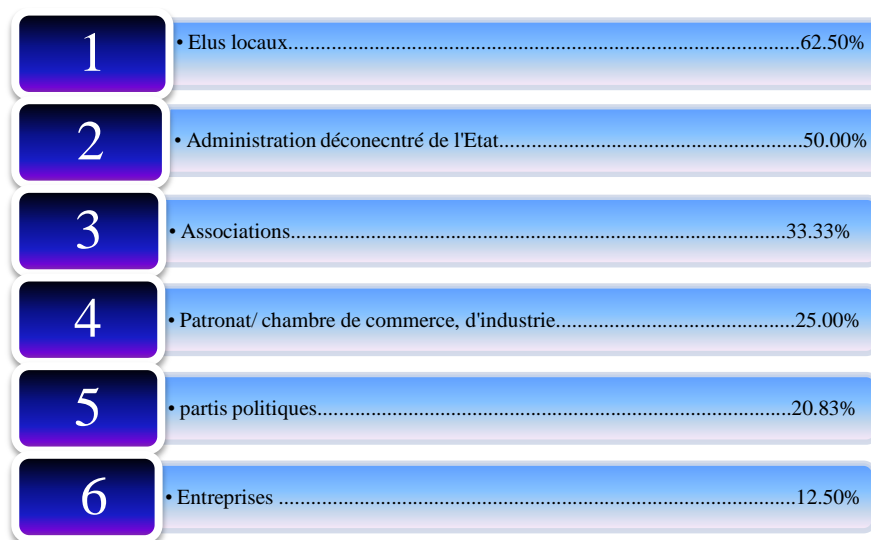 1
• Elus locaux...........................................................................................62.50%
2
• Administration déconecntré de l'Etat......................................................50.00%
3
• Associations........................................................................................33.33%
4
• Patronat/ chambre de commerce, d'industrie...........................................25.00%
5
• partis politiques....................................................................................20.83%
6
• Entreprises ............................................................................................12.50%